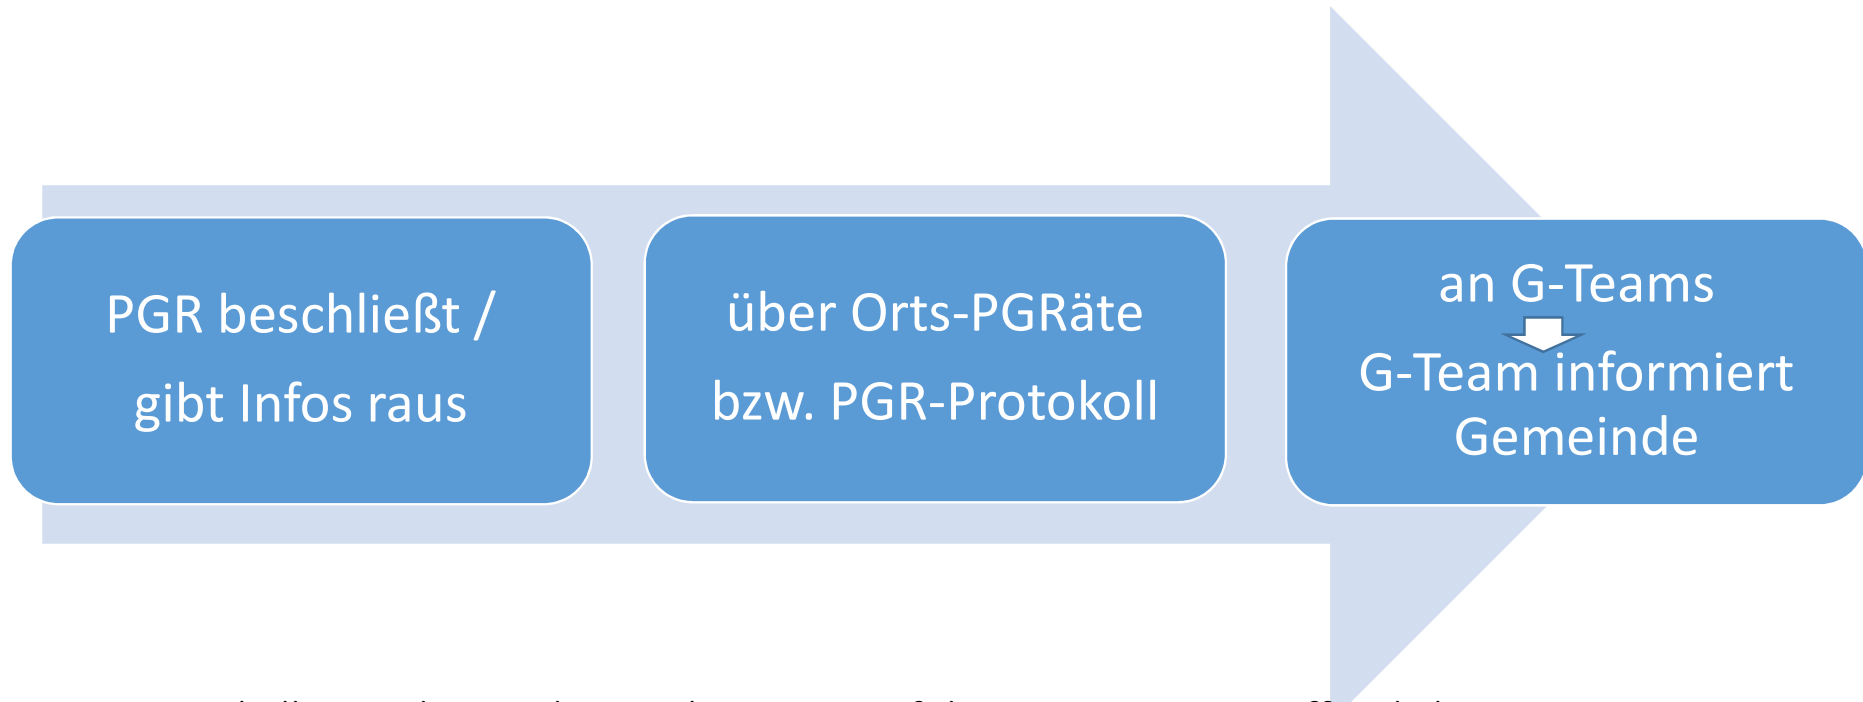 PGR beschließt /
gibt Infos raus
über Orts-PGRäte
bzw. PGR-Protokoll
an G-Teams
G-Team informiert
Gemeinde